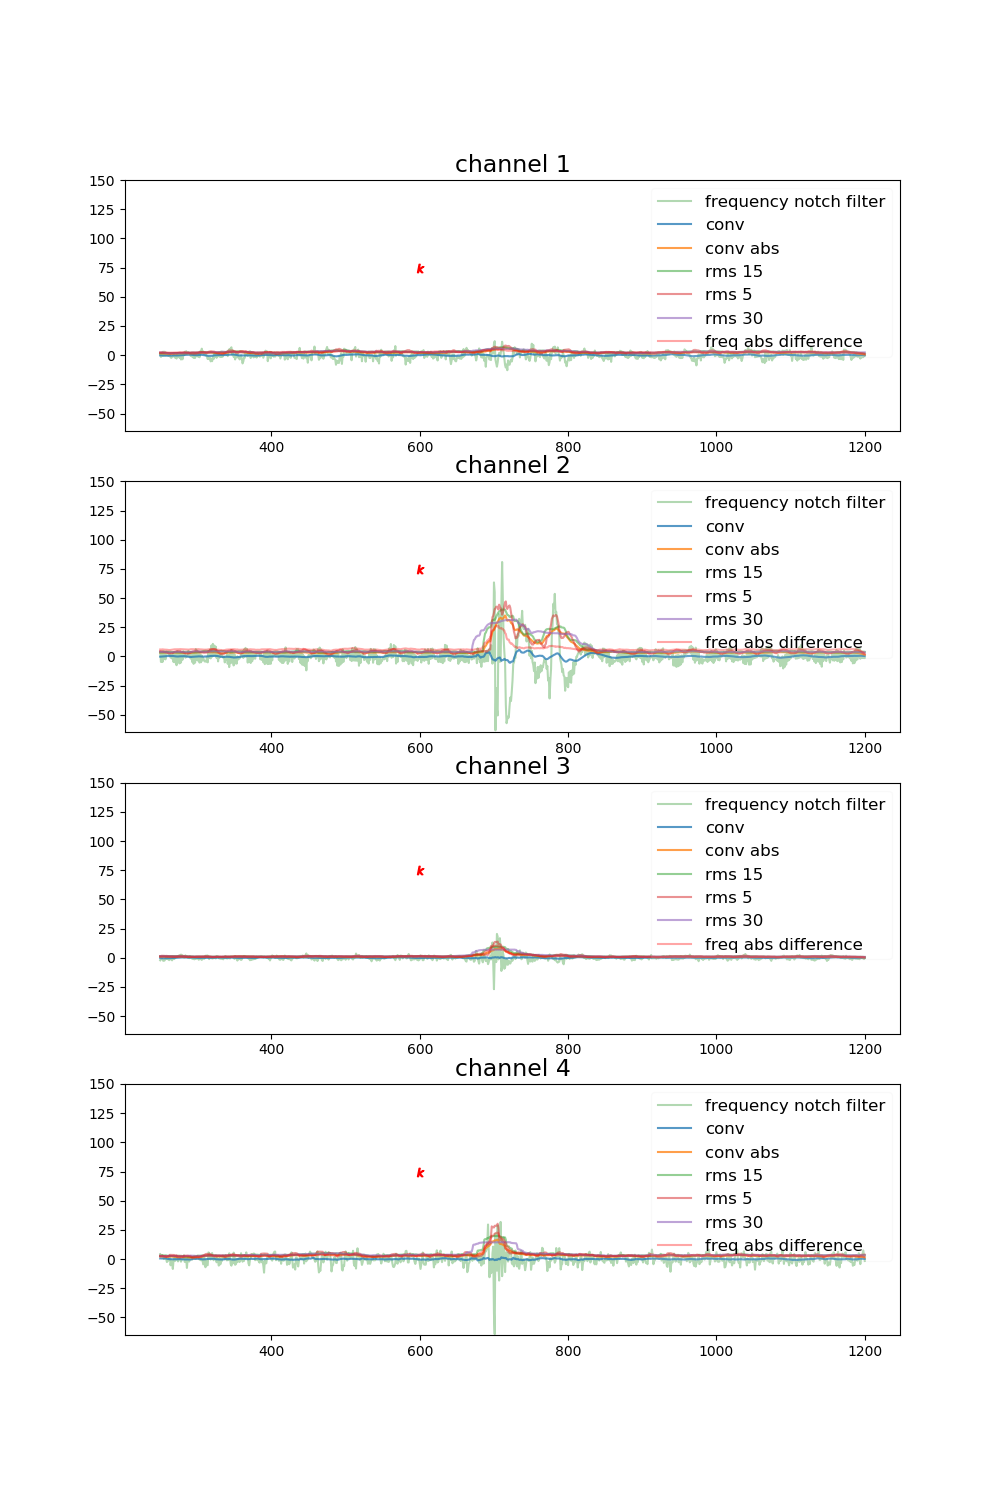 channel 1
150
125
100
75
50
25
0
−25
−50
frequency notch filter
conv
conv abs
rms 15
rms 5
rms 30
freq abs difference
k
400 600 800 1000 1200
channel 2
150
125
100
75
50
25
0
−25
−50
frequency notch filter
conv
conv abs
rms 15
rms 5
rms 30
freq abs difference
k
400 600 800 1000 1200
channel 3
150
125
100
75
50
25
0
−25
−50
frequency notch filter
conv
conv abs
rms 15
rms 5
rms 30
freq abs difference
k
400 600 800 1000 1200
channel 4
150
125
100
75
50
25
0
−25
−50
frequency notch filter
conv
conv abs
rms 15
rms 5
rms 30
freq abs difference
k
400 600 800 1000 1200